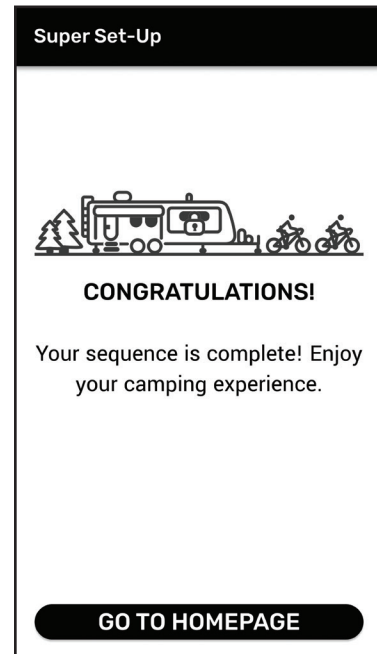 Super Set-Up
CONGRATULATIONS!
Your sequence is complete! Enjoy
your camping experience.
GO TO HOMEPAGE